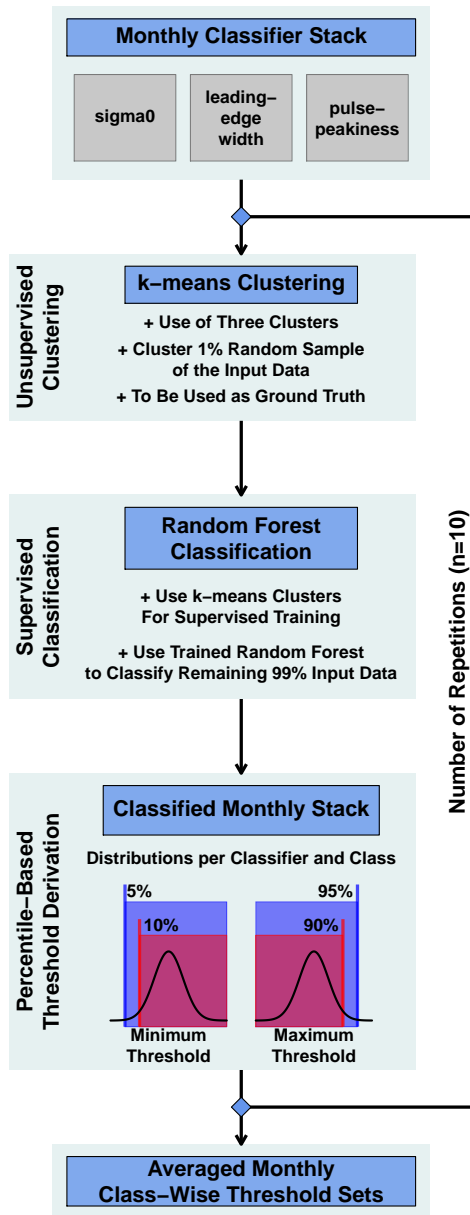 Monthly Classifier Stack
sigma0
leading−
edge
width
pulse−
peakiness
Unsupervised
Clustering
k−means Clustering
+ Use of Three Clusters
+ Cluster 1% Random Sample
of the Input Data
+ To Be Used as Ground Truth
Supervised
Classification
Random Forest
Classification
+ Use k−means Clusters
For Supervised Training
+ Use Trained Random Forest
to Classify Remaining 99% Input Data
Number of Repetitions (n=10)
Percentile−Based
Threshold Derivation
Classified Monthly Stack
Distributions per Classifier and Class
5%
10%
Minimum
Threshold
95%
90%
Maximum
Threshold
Averaged Monthly
Class−Wise Threshold Sets